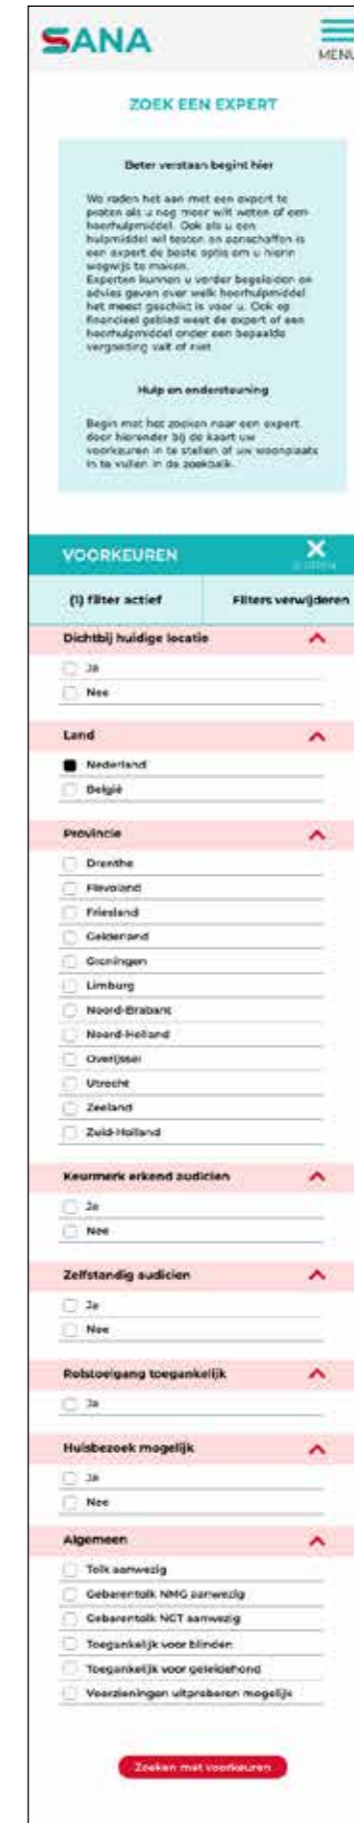 SANA
MENU
ZOEK EEN EXPERT
Beter verstaan begint hier
We raden het aan met een expert te
praten als u nog meer wilt weten of een
hoorhulpmiddel. Ook als u een
hulpmiddel wil testen en aanschaffen is
een expert de beste optie om u hierin
wegwijs te maken.
Experten kunnen u verder begeleiden en
advies geven over welk hoorhulpmiddel
het meest geschikt is voor u. Ook op
financieel gebied weet de expert of een
hoorhulpmiddel onder een bepaalde
vergoeding valt of niet
Hulp en ondersteuning
Begin met het zoeken naar een expert
door hieronder bij de kaart uw
voorkeuren in te stellen of uw woonplaats
in te vullen in de zoekbalk.
VOORKEUREN
(1) filter actief Filters verwijderen
Dichtbij huidige locatie
Ja
Nee
Land
Nederland
België
Provincie
Drenthe
Flevoland
Friesland
Gelderland
Groningen
Limburg
Noord-Brabant
Noord-Holland
Overijssel
Utrecht
Zeeland
Zuid-Holland
Keurmerk erkend audicien
Ja
Nee
Zelfstandig audicien
Ja
Nee
Rolstoelgang toegankelijk
Ja
Huisbezoek mogelijk
Ja
Nee
Algemeen
Tolk aanwezig
Gebarentolk NMG aanwezig
Gebarentolk NGT aanwezig
Toegankelijk voor blinden
Toegankelijk voor geleidehond
Voorzieningen uitproberen mogelijk
Zoeken met voorkeuren